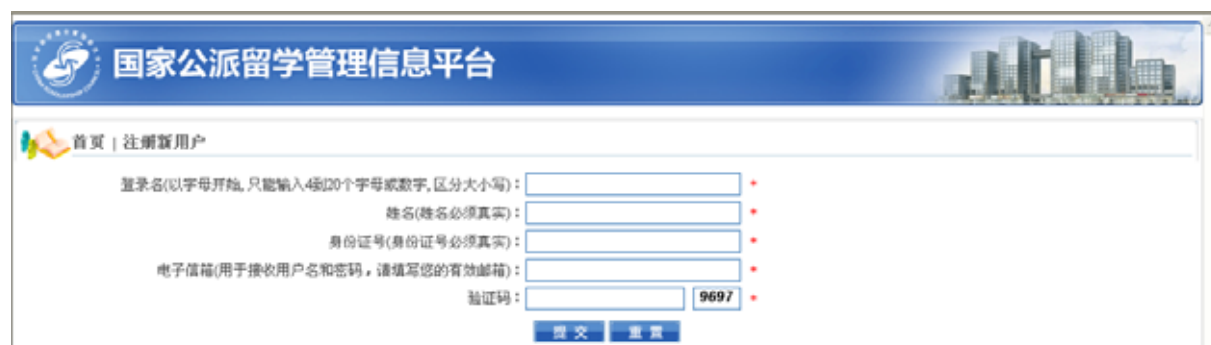 国家公派留学管理信息平台
首页 | 注册新用户
登录名(以字母开始, 只能输入4到20个字母或数字, 区分大小写)： *
姓名(姓名必须真实)： *
身份证号(身份证号必须真实)： *
电子信箱(用于接收用户名和密码，请填写您的有效邮箱)： *
验证码： 9697 *
提 交 重 置